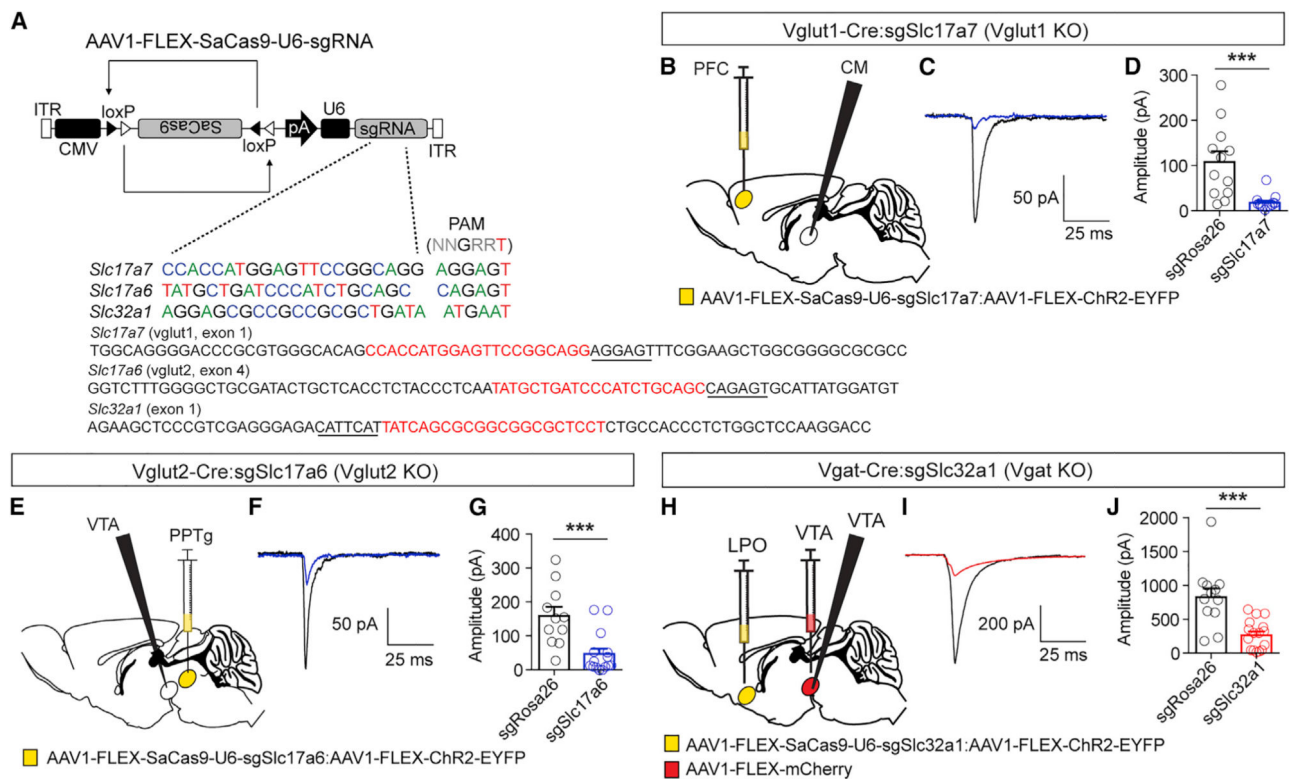 A
AAV1-FLEX-SaCas9-U6-sgRNA
ITR
loxP
SaCas9
CMV
loxP
pA
U6
sgRNA
ITR
PAM
(NNGRRT)
Slc17a7 CCACCATGGAGTTCCGGCAGG AGGAGT
Slc17a6 TATGCTGATCCCATCTGCAGC CAGAGT
Slc32a1 AGGAGCGCCGCCGCGCTGATA ATGAAT
Slc17a7 (vglut1, exon 1)
TGGCAGGGGACCCGCGTGGGCACAGCCACCATGGAGTTCCGGCAGGAGGAGTTTCGGAAGCTGGCGGGGCGCGCC
Slc17a6 (vglut2, exon 4)
GGTCTTTGGGGCTGCGATACTGCTCACCTCTACCCTCAATATGCTGATCCCATCTGCAGCCAGAGTGCATTATGGATGT
Slc32a1 (exon 1)
AGAAGCTCCCGTCGAGGGAGACATTCATTATCAGCGCGGCGGCGCTCCTCTGCCACCCTCTGGCTCCAAGGACC
Vglut1-Cre:sgSlc17a7 (Vglut1 KO)
B
PFC
CM
AAV1-FLEX-SaCas9-U6-sgSlc17a7:AAV1-FLEX-ChR2-EYFP
C
50 pA
25 ms
D
***
Amplitude (pA)
300
200
100
0
sgRosa26
sgSlc17a7
Vglut2-Cre:sgSlc17a6 (Vglut2 KO)
E
VTA
PPTg
AAV1-FLEX-SaCas9-U6-sgSlc17a6:AAV1-FLEX-ChR2-EYFP
F
50 pA
25 ms
G
***
Amplitude (pA)
400
300
200
100
0
sgRosa26
sgSlc17a6
Vgat-Cre:sgSlc32a1 (Vgat KO)
H
LPO
VTA
VTA
AAV1-FLEX-SaCas9-U6-sgSlc32a1:AAV1-FLEX-ChR2-EYFP
AAV1-FLEX-mCherry
I
200 pA
25 ms
J
***
Amplitude (pA)
2000
1500
1000
500
0
sgRosa26
sgSlc32a1